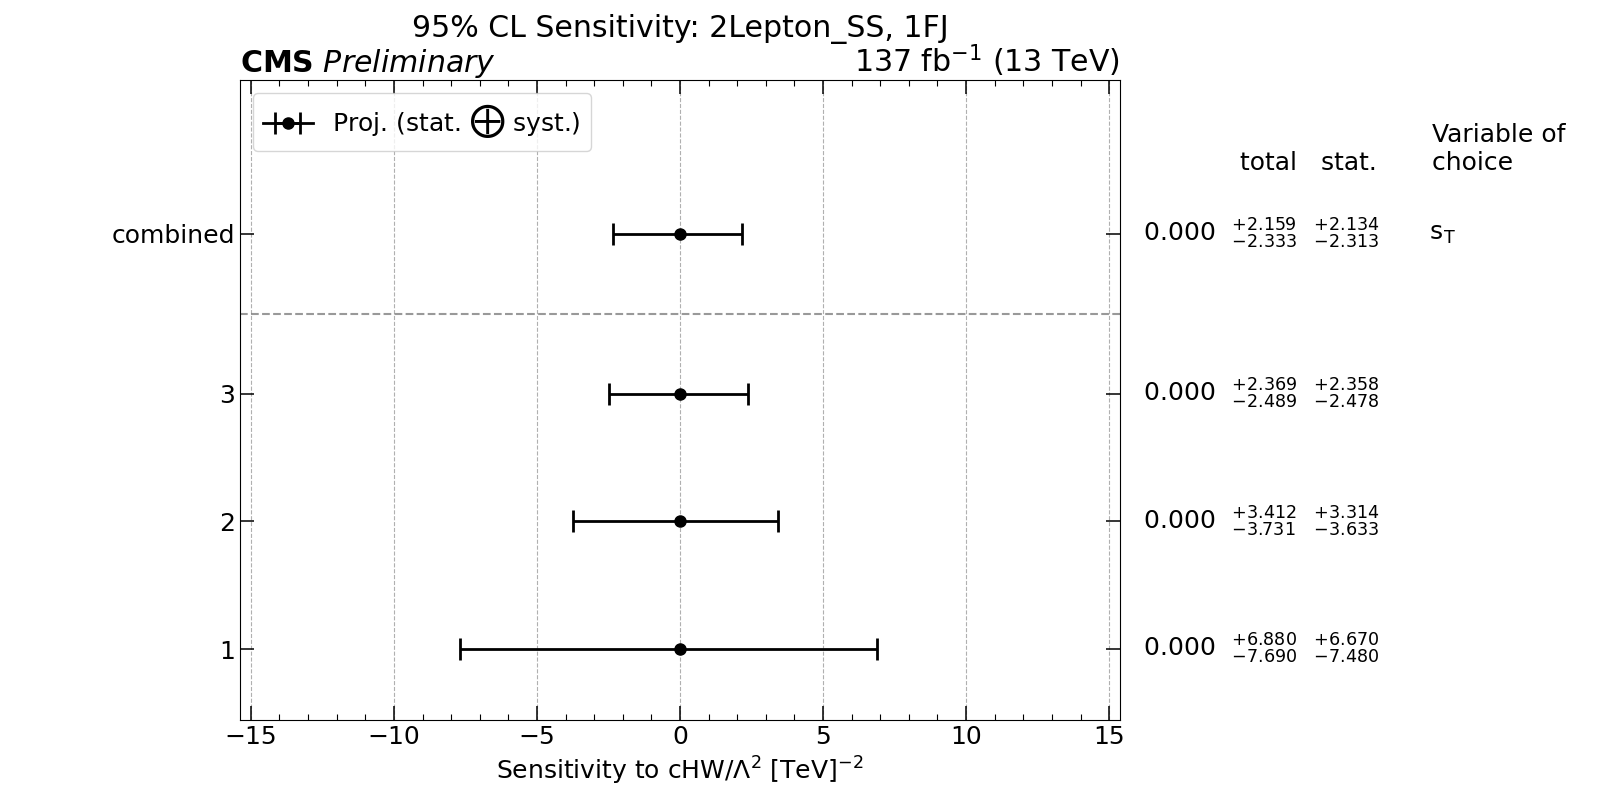 95% CL Sensitivity: 2Lepton_SS, 1FJ
CMS Preliminary 137 fb⁻¹ (13 TeV)
Proj. (stat. ⊕ syst.)
Variable of
choice
total stat.
combined 0.000 +2.159 −2.333 +2.134 −2.313 sT
3 0.000 +2.369 −2.489 +2.358 −2.478
2 0.000 +3.412 −3.731 +3.314 −3.633
1 0.000 +6.880 −7.690 +6.670 −7.480
−15 −10 −5 0 5 10 15
Sensitivity to cHW/Λ² [TeV]⁻²